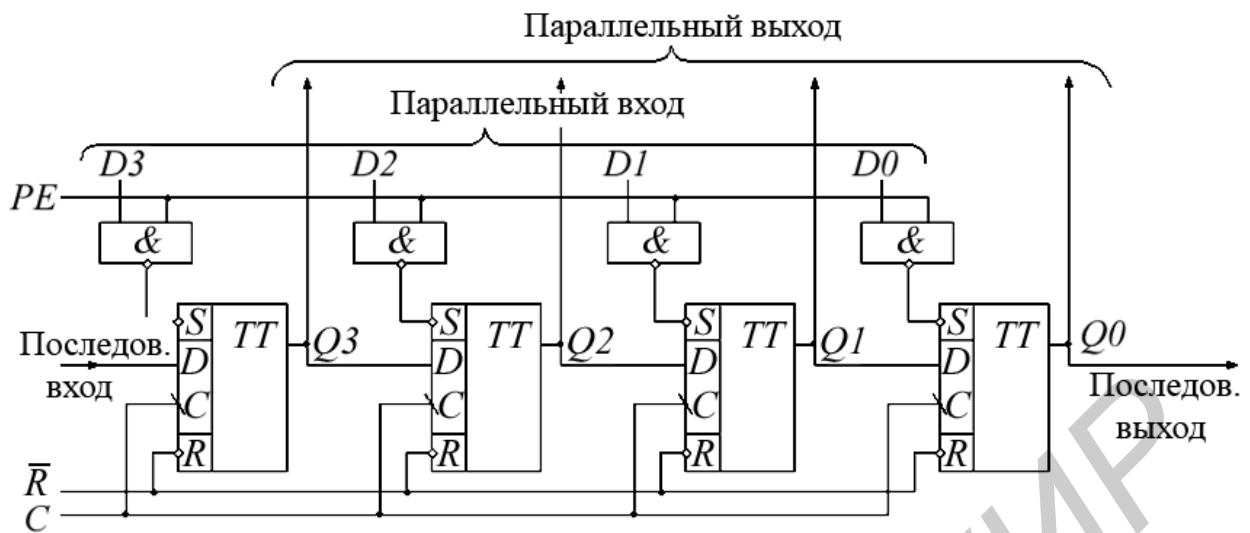 Параллельный выход
Параллельный вход
D3 D2 D1 D0
PE
& & & &
S TT S TT S TT S TT
Последов.
вход
D Q3 D Q2 D Q1 D Q0
Последов.
выход
C C C C
R R R R
R̅
C